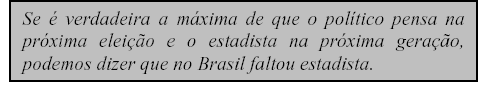 Se é verdadeira a máxima de que o político pensa na
próxima eleição e o estadista na próxima geração,
podemos dizer que no Brasil faltou estadista.